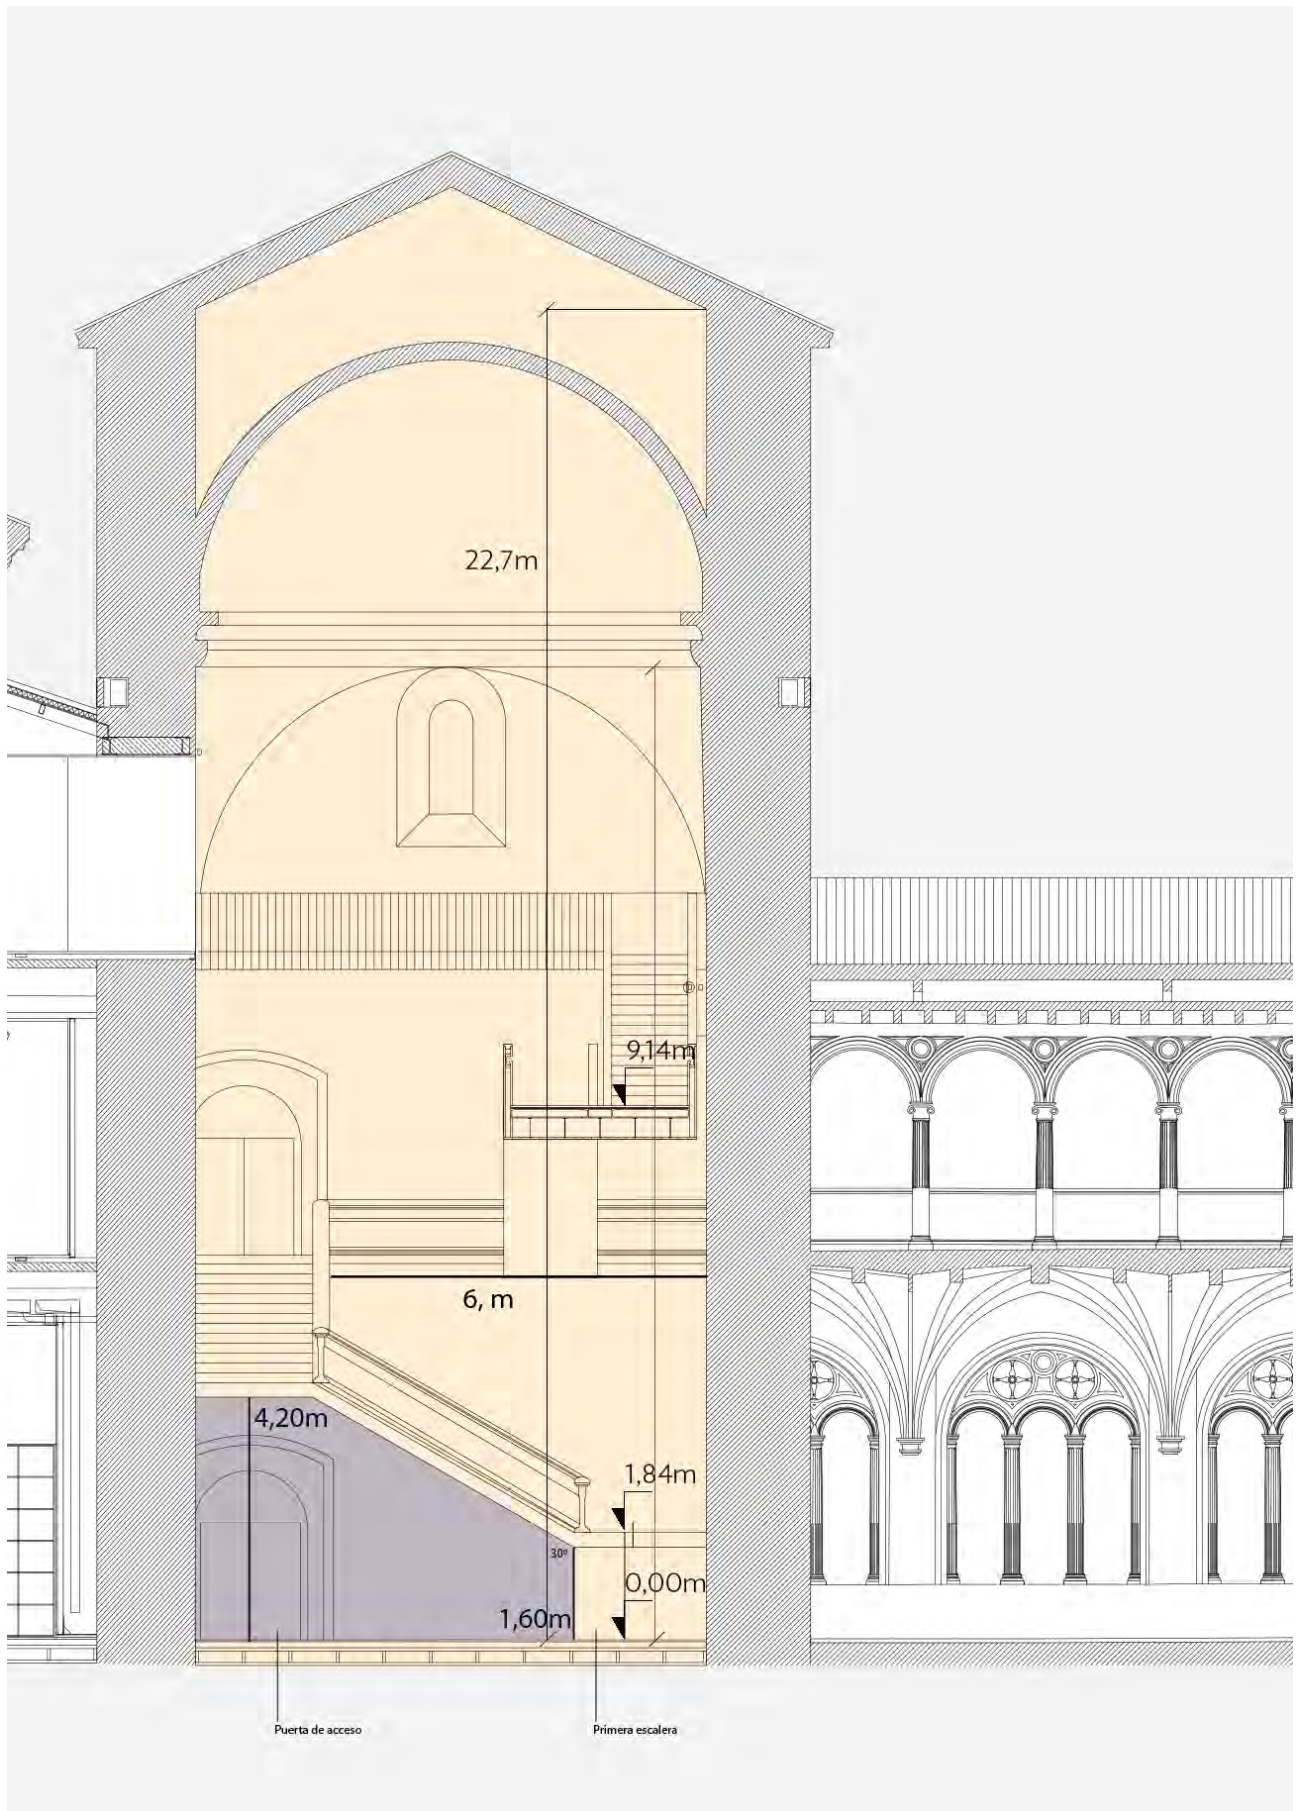 22,7m
9,14m
6, m
4,20m
1,84m
30º
0,00m
1,60m
Puerta de acceso
Primera escalera